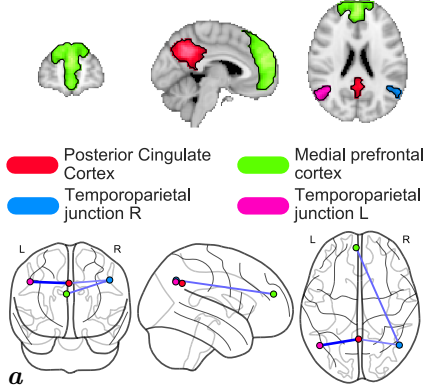 Posterior Cingulate
Cortex
Medial prefrontal
cortex
Temporoparietal
junction R
Temporoparietal
junction L
L
R
L
R
a